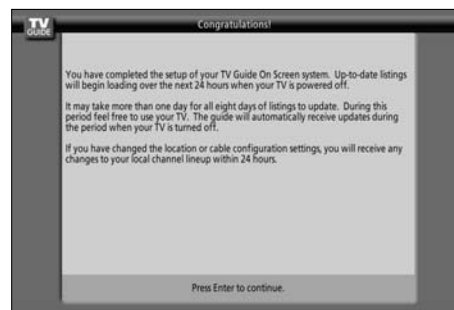 TV
GUIDE
Congratulations!
You have completed the setup of your TV Guide On Screen system. Up-to-date listings
will begin loading over the next 24 hours when your TV is powered off.
It may take more than one day for all eight days of listings to update. During this
period feel free to use your TV. The guide will automatically receive updates during
the period when your TV is turned off.
If you have changed the location or cable configuration settings, you will receive any
changes to your local channel lineup within 24 hours.
Press Enter to continue.